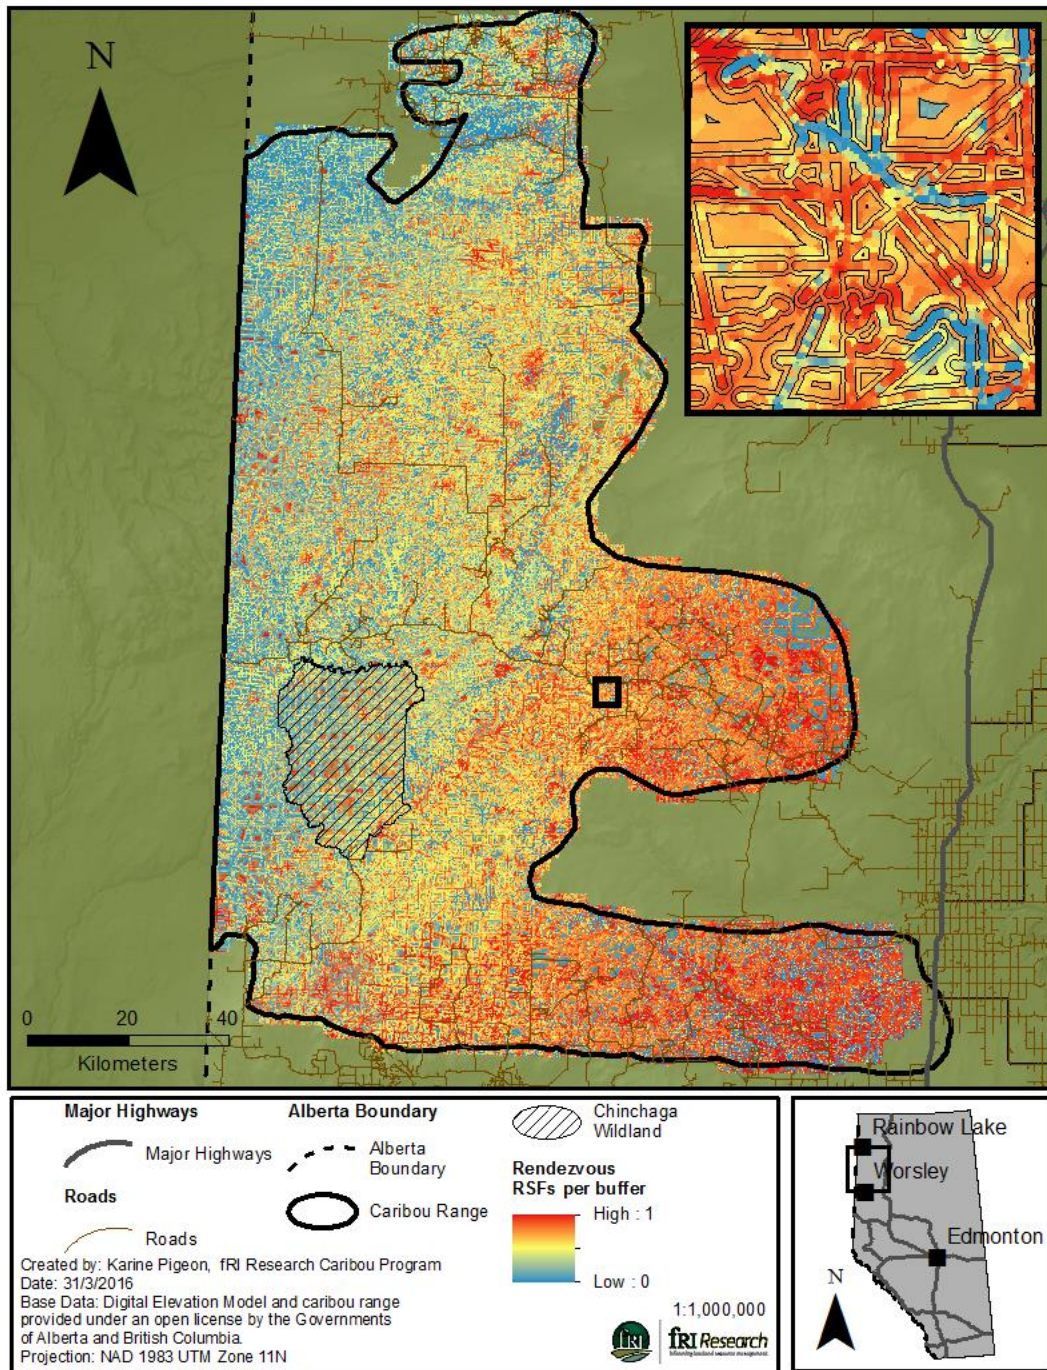 N
0 20 40
Kilometers
Major Highways
Major Highways
Roads
Roads
Alberta Boundary
Alberta
Boundary
Caribou Range
Chinchaga
Wildland
Rendezvous
RSFs per buffer
High : 1
Low : 0
Created by: Karine Pigeon, fRI Research Caribou Program
Date: 31/3/2016
Base Data: Digital Elevation Model and caribou range
provided under an open license by the Governments
of Alberta and British Columbia.
Projection: NAD 1983 UTM Zone 11N
1:1,000,000
fRI
fRI Research
Rainbow Lake
Worsley
Edmonton
N